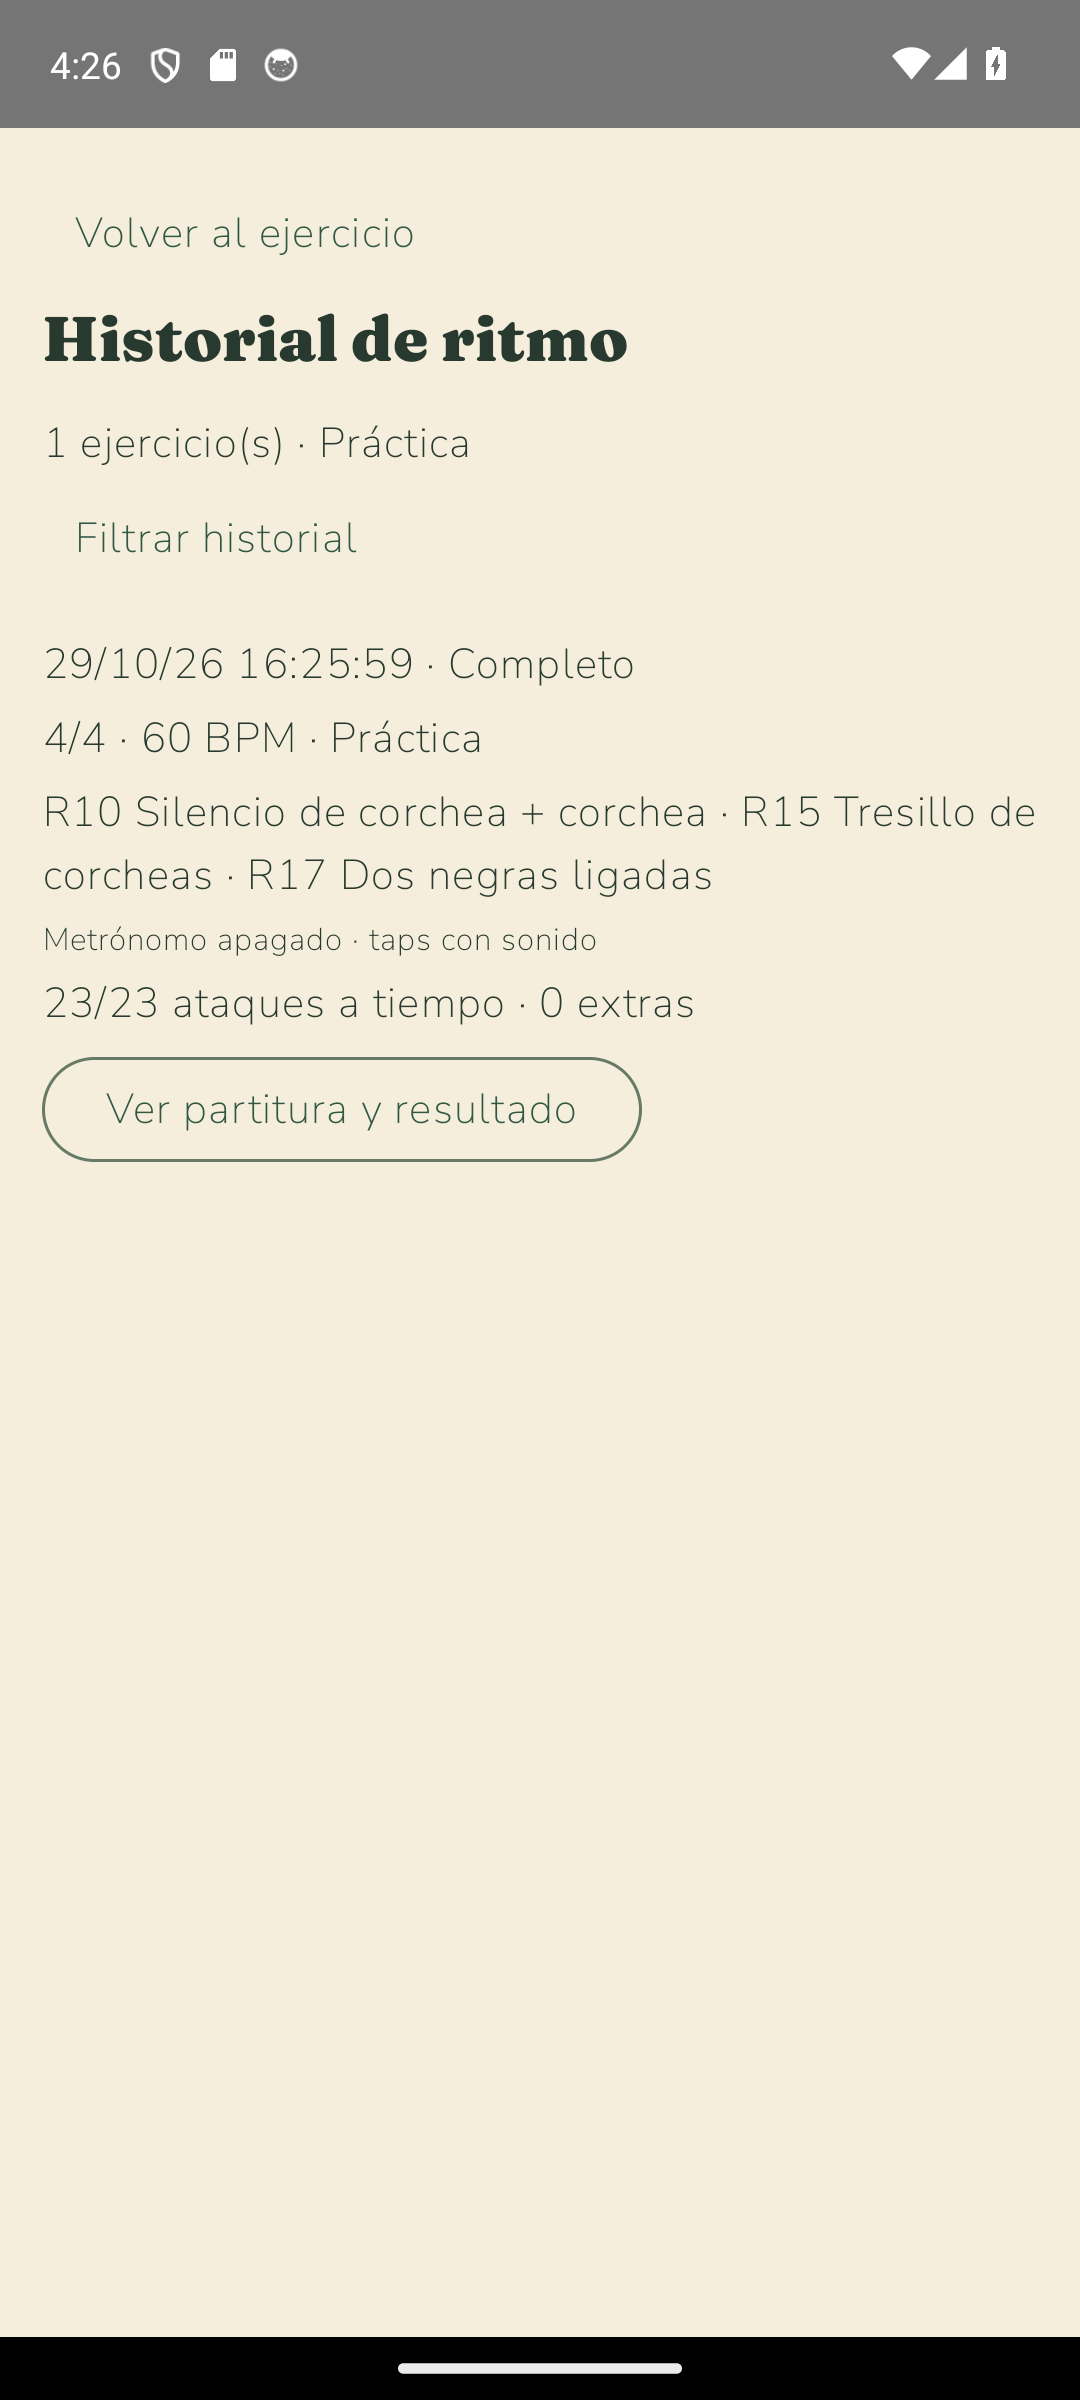 4:26
Volver al ejercicio
Historial de ritmo
1 ejercicio(s) · Práctica
Filtrar historial
29/10/26 16:25:59 · Completo
4/4 · 60 BPM · Práctica
R10 Silencio de corchea + corchea · R15 Tresillo de
corcheas · R17 Dos negras ligadas
Metrónomo apagado · taps con sonido
23/23 ataques a tiempo · 0 extras
Ver partitura y resultado